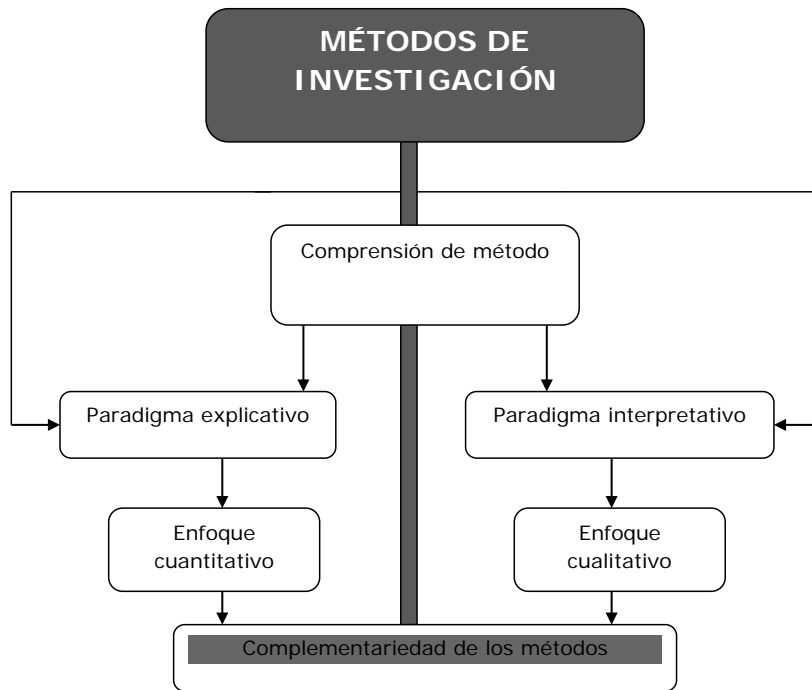 MÉTODOS DE
INVESTIGACIÓN
Comprensión de método
Paradigma explicativo
Paradigma interpretativo
Enfoque
cuantitativo
Enfoque
cualitativo
Complementariedad de los métodos